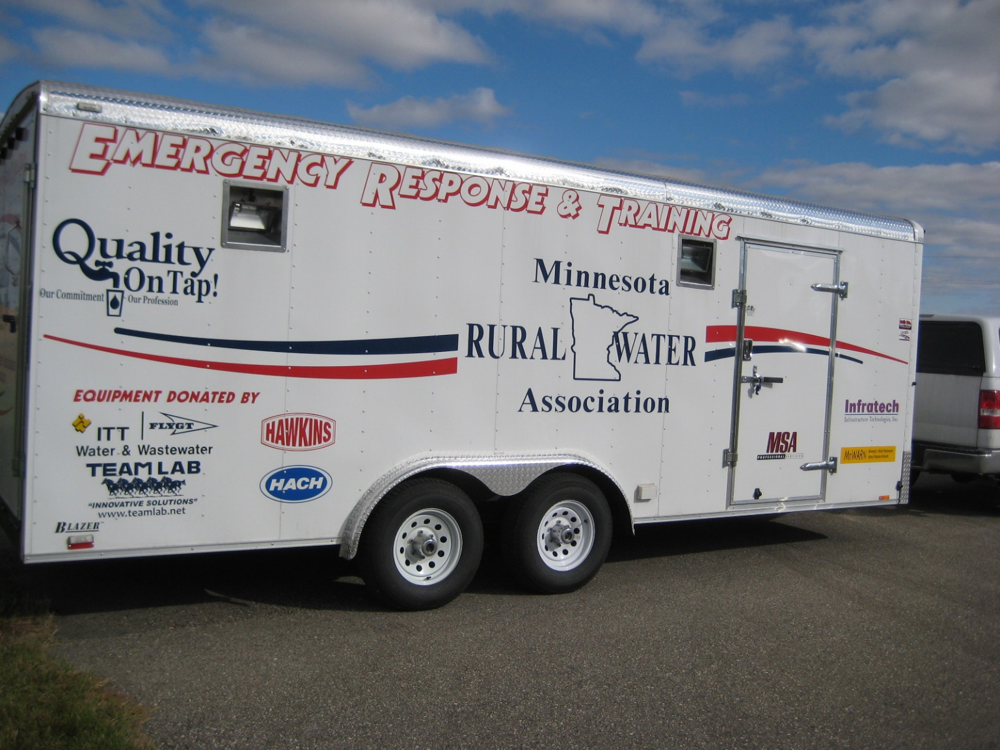 EMERGENCY RESPONSE & TRAINING
Quality
On Tap!
Our Commitment Our Profession
Minnesota
RURAL WATER
Association
EQUIPMENT DONATED BY
ITT FLYGT
Water & Wastewater
TEAM LAB
"INNOVATIVE SOLUTIONS"
www.teamlab.net
BLAZER
HAWKINS
HACH
MSA
PROFESSIONAL SERVICES
Infratech
Infrastructure Technologies, Inc.
MnWARN